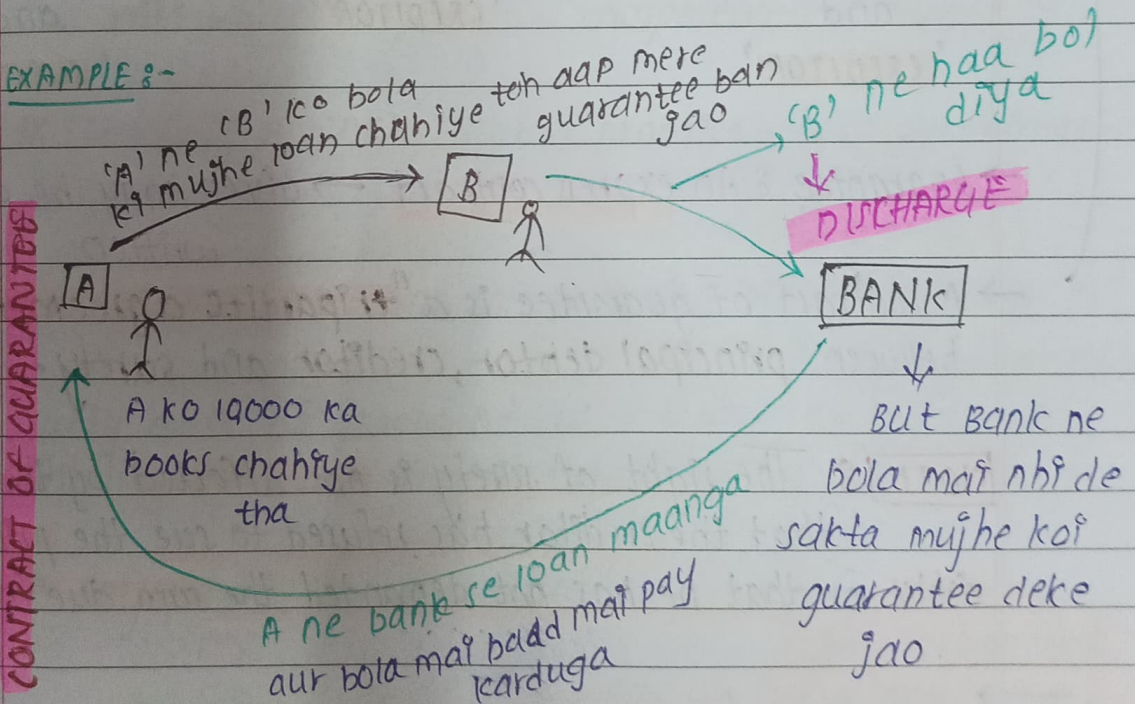 EXAMPLE :-
'A' ne 'B' ko bola
ki mujhe loan chahiye toh aap mere
guarantee ban
jao
'B' ne haa bol
diya
DISCHARGE
B
A
BANK
CONTRACT OF GUARANTEE
A ko 19000 ka
books chahiye
tha
But Bank ne
bola mai nhi de
sakta mujhe koi
guarantee deke
jao
A ne bank se loan maanga
aur bola mai badd mai pay
karduga